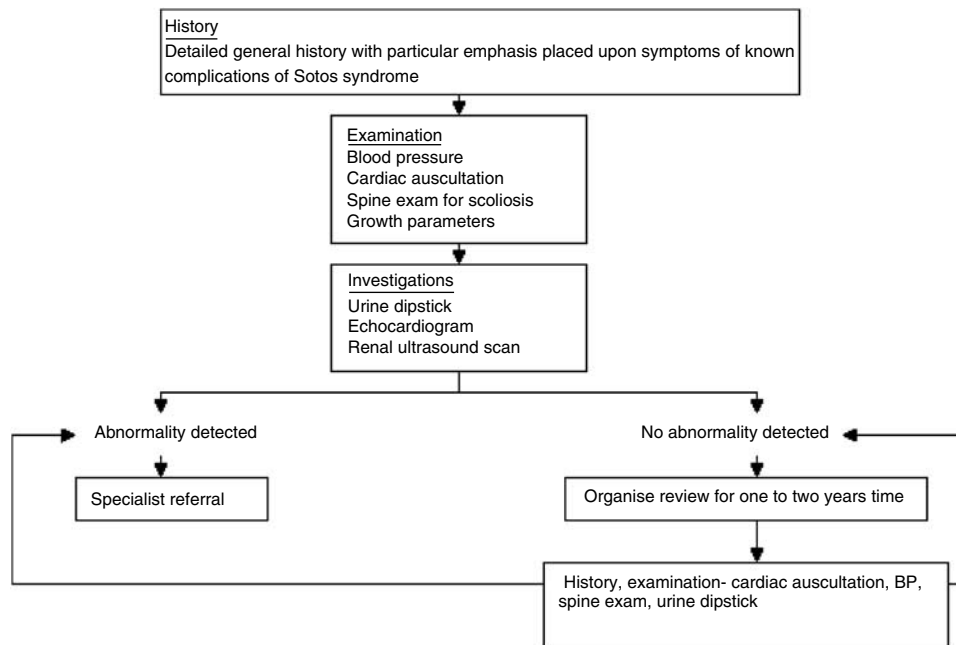 History
Detailed general history with particular emphasis placed upon symptoms of known
complications of Sotos syndrome
Examination
Blood pressure
Cardiac auscultation
Spine exam for scoliosis
Growth parameters
Investigations
Urine dipstick
Echocardiogram
Renal ultrasound scan
Abnormality detected
No abnormality detected
Specialist referral
Organise review for one to two years time
History, examination- cardiac auscultation, BP,
spine exam, urine dipstick